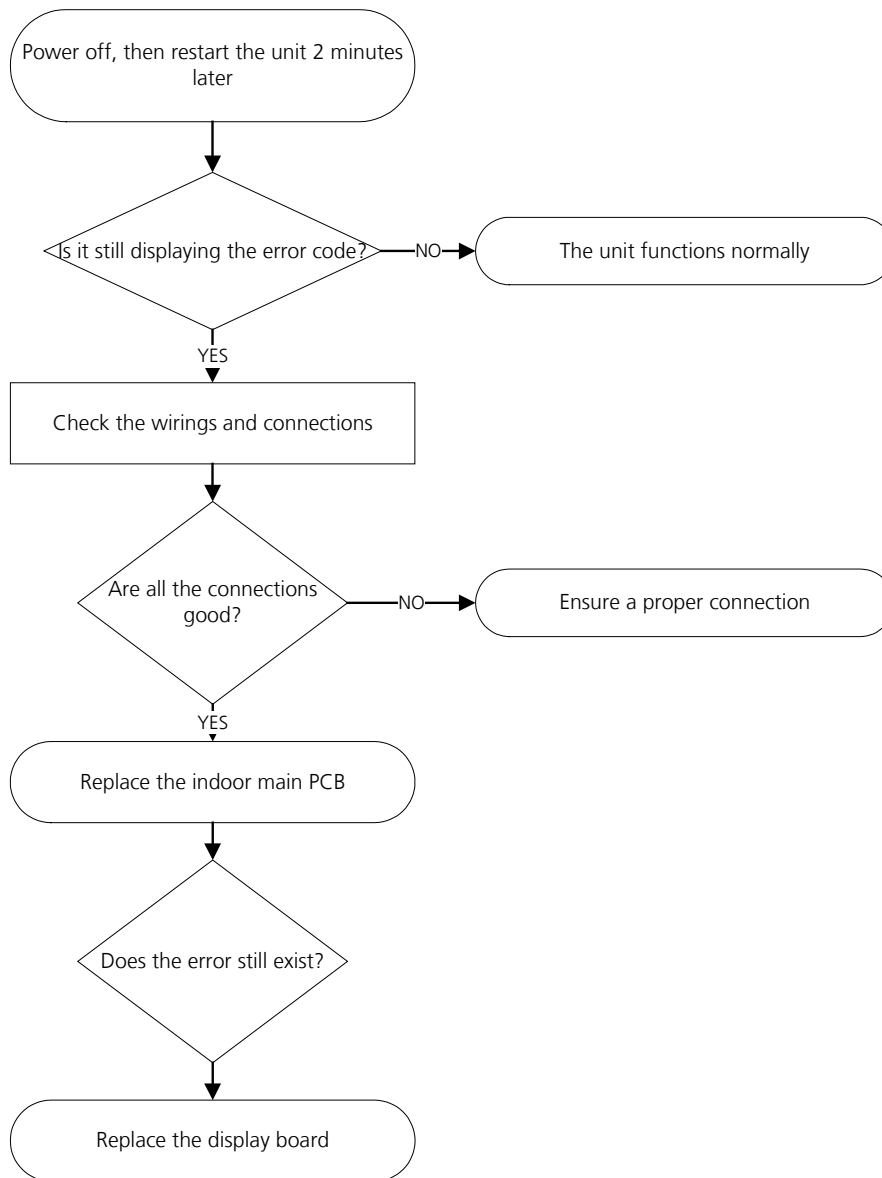 Power off, then restart the unit 2 minutes
later
Is it still displaying the error code?
NO
The unit functions normally
YES
Check the wirings and connections
Are all the connections
good?
NO
Ensure a proper connection
YES
Replace the indoor main PCB
Does the error still exist?
Replace the display board